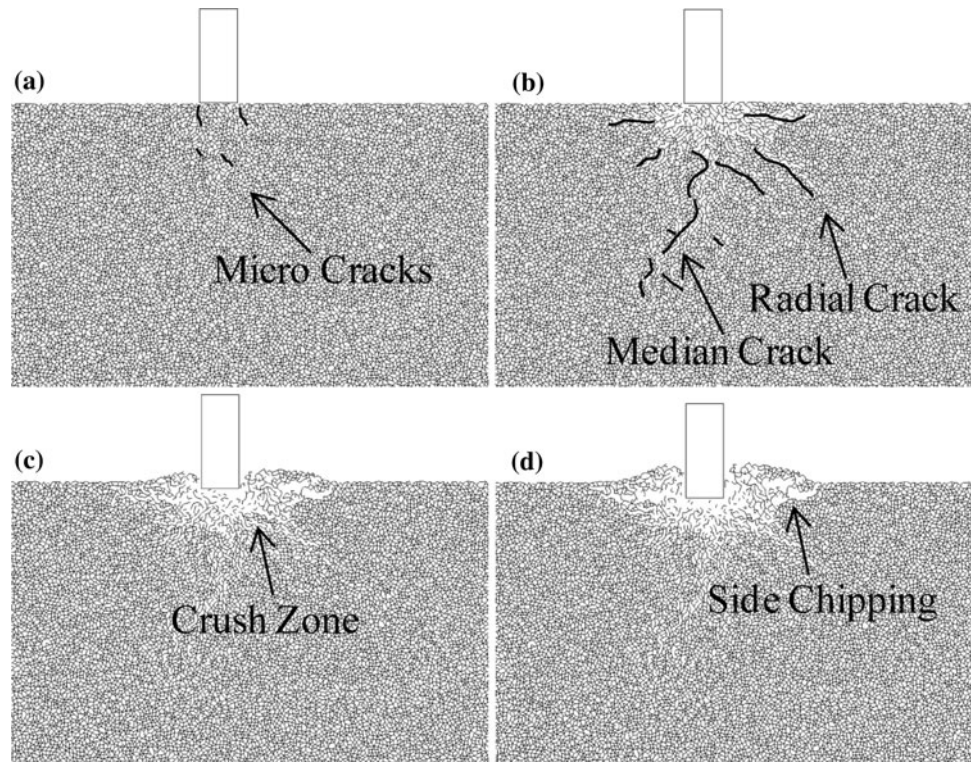 (a)
Micro Cracks
(b)
Radial Crack
Median Crack
(c)
Crush Zone
(d)
Side Chipping